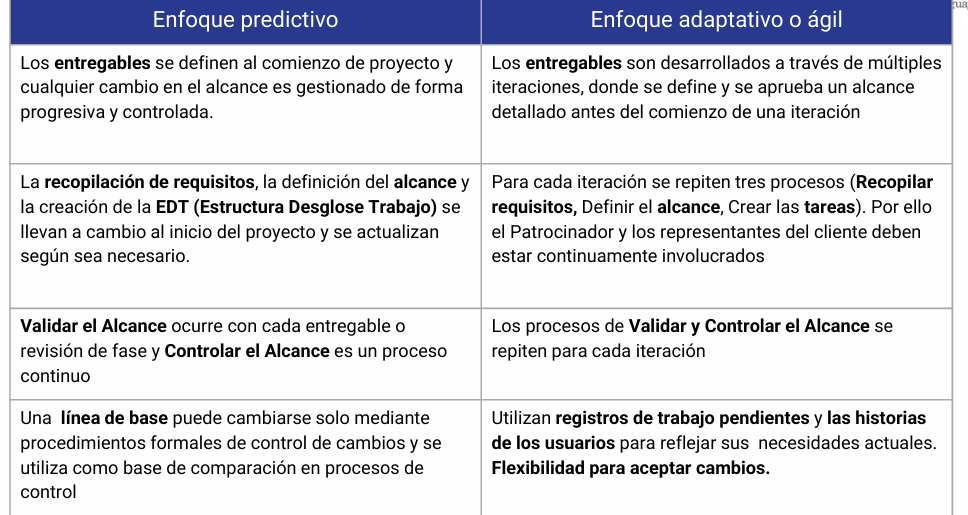 Enfoque predictivo
Enfoque adaptativo o ágil
Los entregables se definen al comienzo de proyecto y
cualquier cambio en el alcance es gestionado de forma
progresiva y controlada.
Los entregables son desarrollados a través de múltiples
iteraciones, donde se define y se aprueba un alcance
detallado antes del comienzo de una iteración
La recopilación de requisitos, la definición del alcance y
la creación de la EDT (Estructura Desglose Trabajo) se
llevan a cambio al inicio del proyecto y se actualizan
según sea necesario.
Para cada iteración se repiten tres procesos (Recopilar
requisitos, Definir el alcance, Crear las tareas). Por ello
el Patrocinador y los representantes del cliente deben
estar continuamente involucrados
Validar el Alcance ocurre con cada entregable o
revisión de fase y Controlar el Alcance es un proceso
continuo
Los procesos de Validar y Controlar el Alcance se
repiten para cada iteración
Una línea de base puede cambiarse solo mediante
procedimientos formales de control de cambios y se
utiliza como base de comparación en procesos de
control
Utilizan registros de trabajo pendientes y las historias
de los usuarios para reflejar sus necesidades actuales.
Flexibilidad para aceptar cambios.